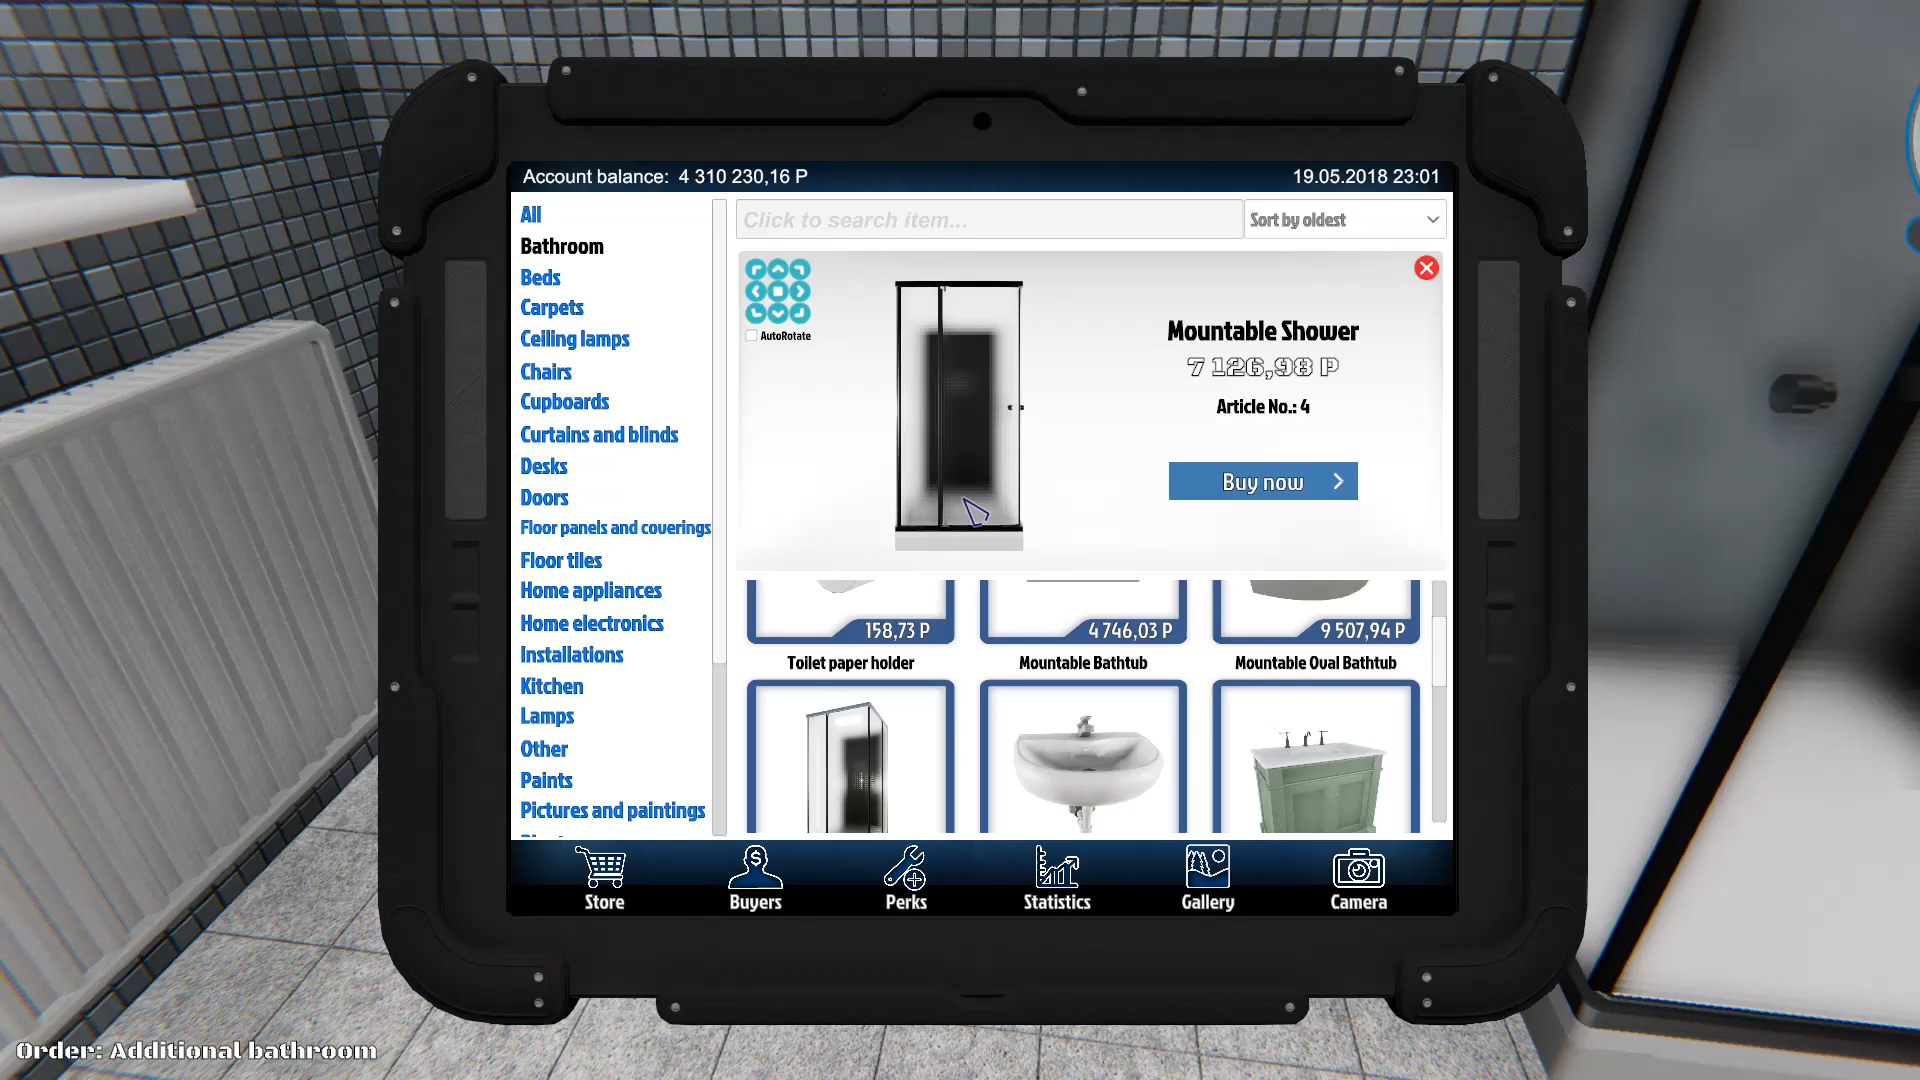 Account balance: 4 310 230,16 P
19.05.2018 23:01
All
Bathroom
Beds
Carpets
Ceiling lamps
Chairs
Cupboards
Curtains and blinds
Desks
Doors
Floor panels and coverings
Floor tiles
Home appliances
Home electronics
Installations
Kitchen
Lamps
Other
Paints
Pictures and paintings
Click to search item...
Sort by oldest
AutoRotate
Mountable Shower
7 126,98 P
Article No.: 4
Buy now
158,73 P
4 746,03 P
9 507,94 P
Toilet paper holder
Mountable Bathtub
Mountable Oval Bathtub
Store
Buyers
Perks
Statistics
Gallery
Camera
Order: Additional bathroom